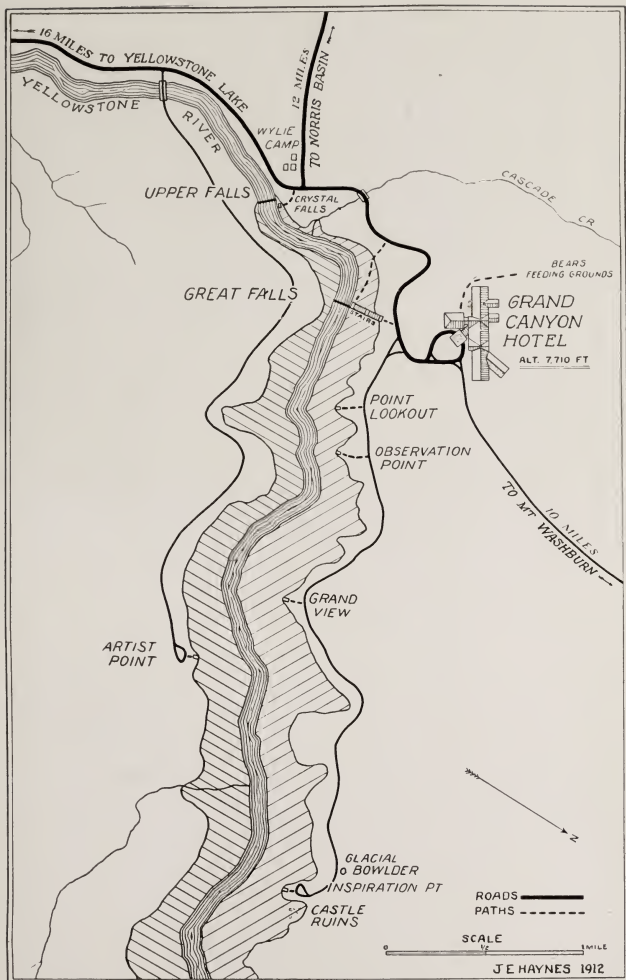 16 MILES TO YELLOWSTONE LAKE
YELLOWSTONE
RIVER
12 MILES
TO NORRIS BASIN
WYLIE
CAMP
UPPER FALLS
CRYSTAL
FALLS
CASCADE
CR
BEARS
FEEDING GROUNDS
GREAT FALLS
STAIRS
GRAND
CANYON
HOTEL
ALT. 7,710 FT
POINT
LOOKOUT
OBSERVATION
POINT
10 MILES
TO MT WASHBURN
GRAND
VIEW
ARTIST
POINT
N
GLACIAL
BOWLDER
INSPIRATION PT
CASTLE
RUINS
ROADS
PATHS
SCALE
0 1/2 1 MILE
J E HAYNES 1912